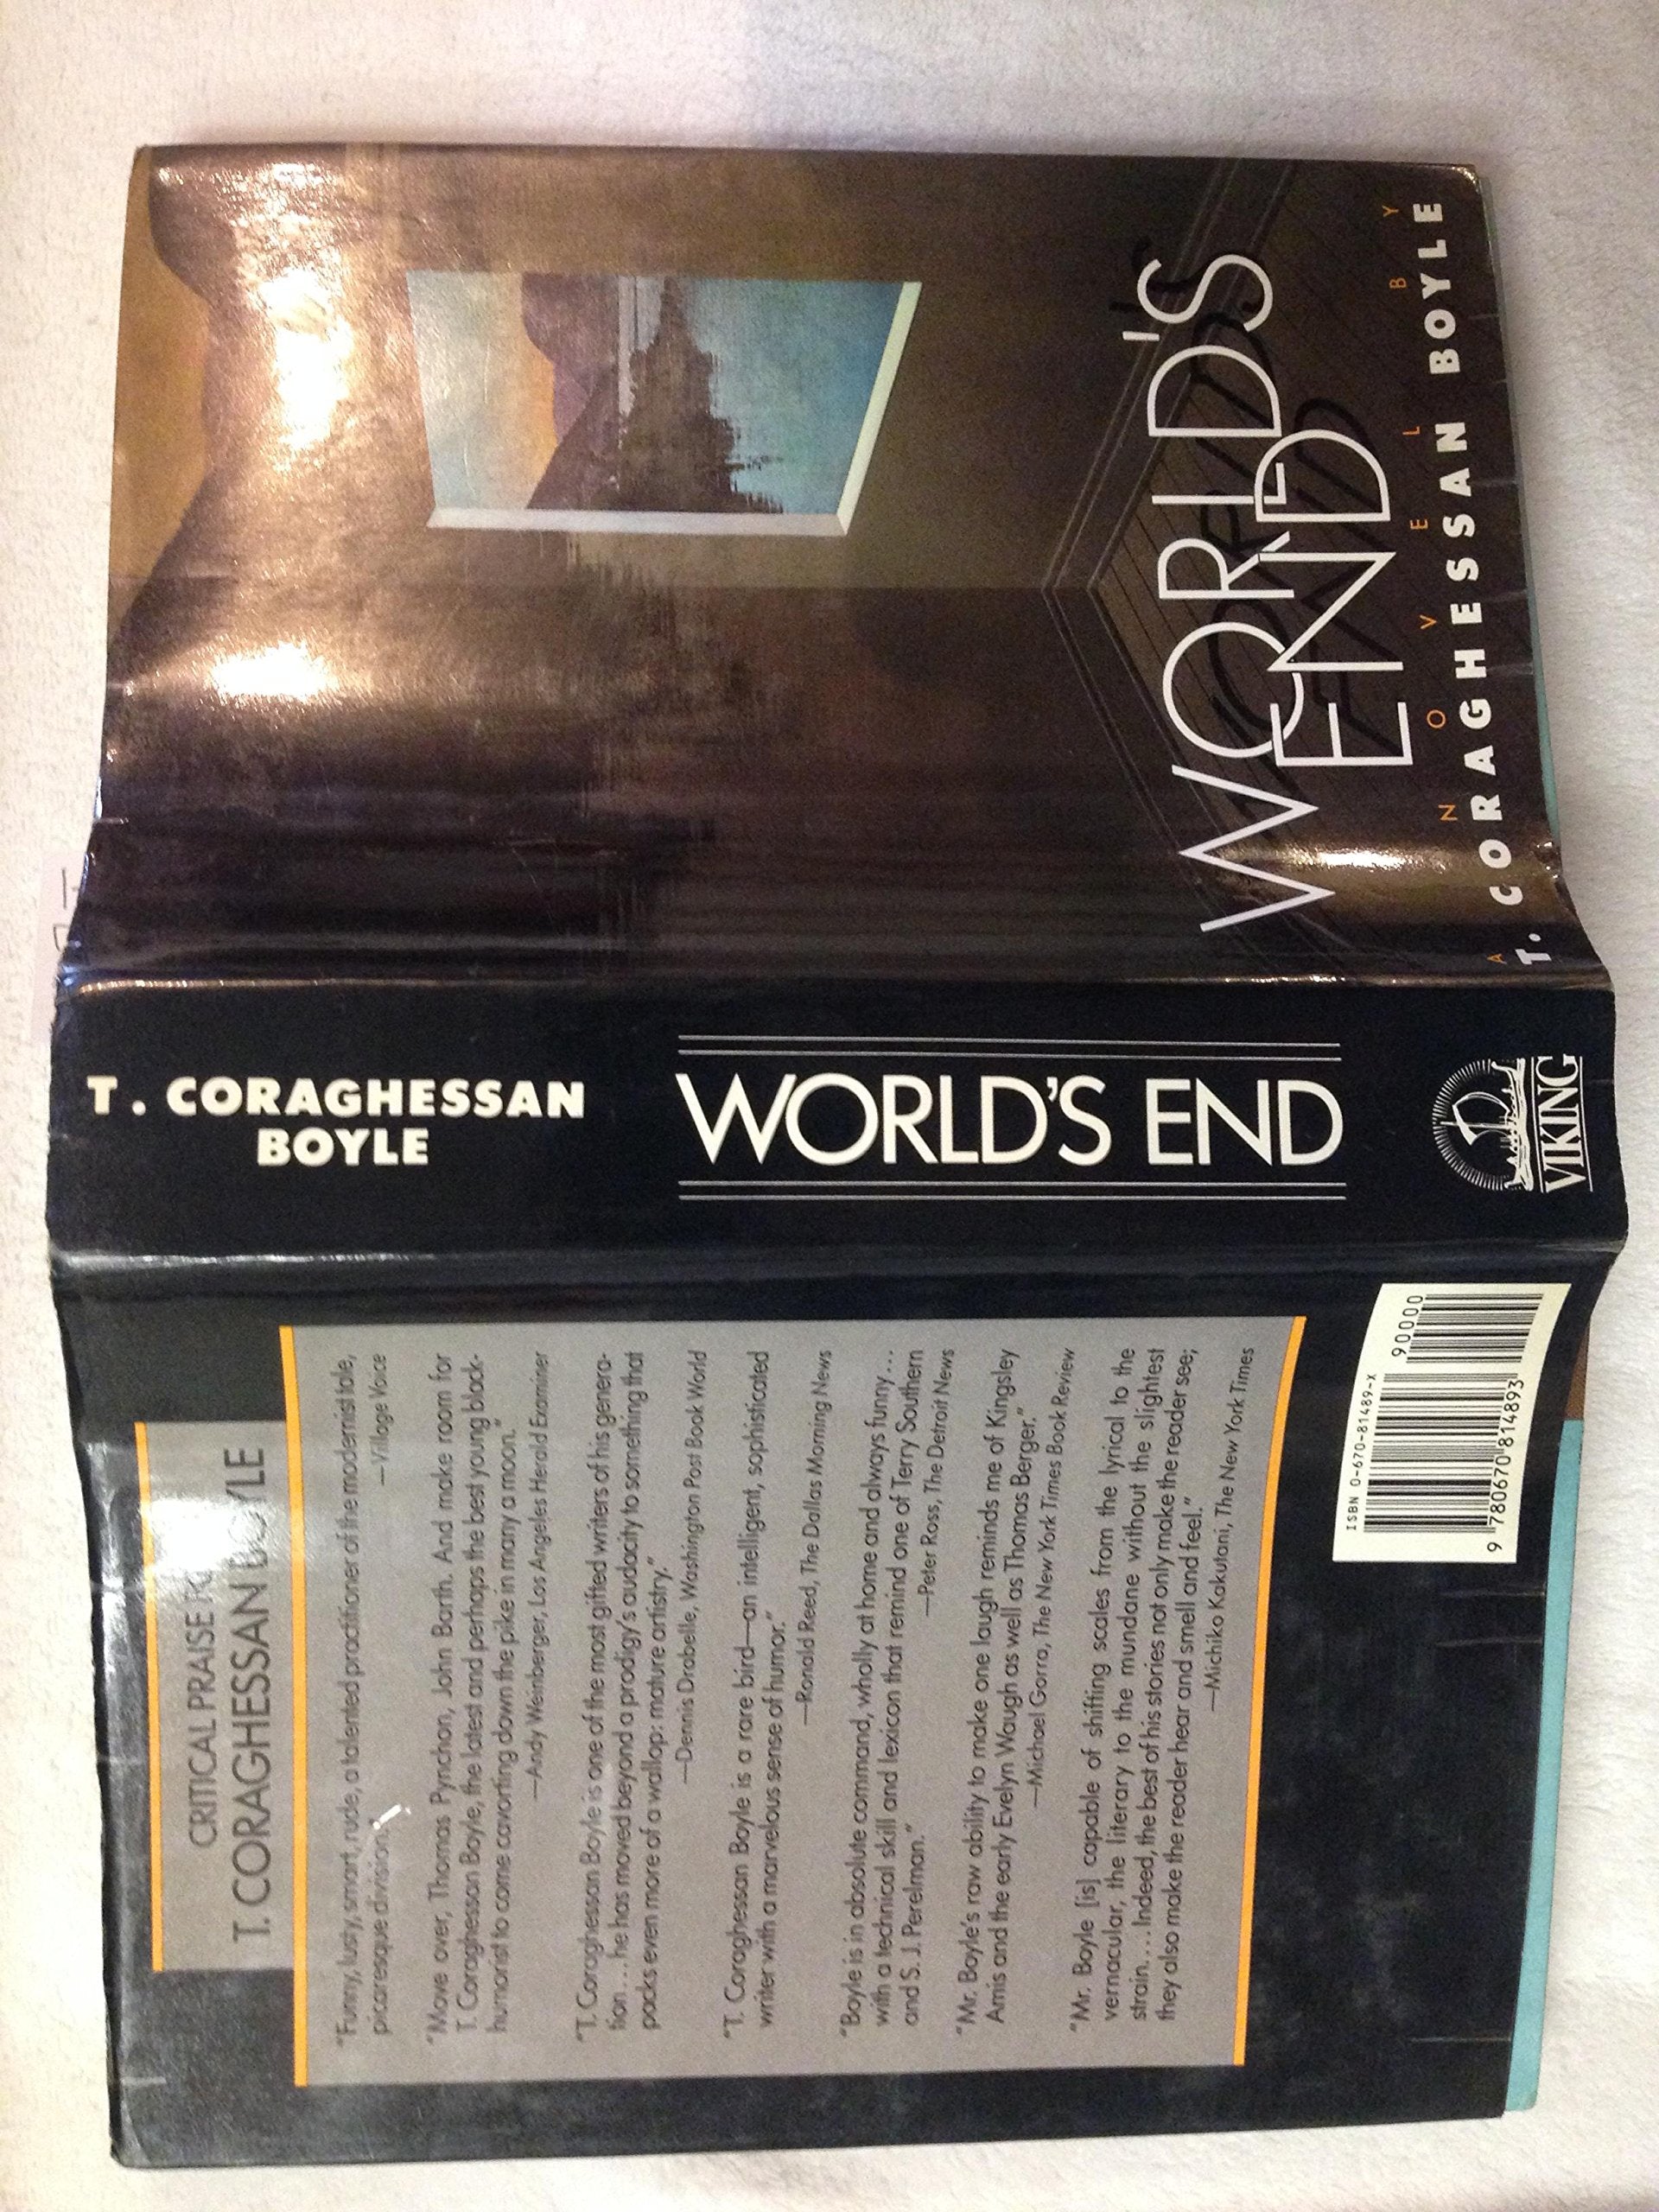 WORLD'S
END
A NOVEL BY
T. CORAGHESSAN BOYLE
T. CORAGHESSAN
BOYLE
WORLD'S END
VIKING
CRITICAL PRAISE
T. CORAGHESSAN BOYLE
"Funny, lusty, smart, rude, a talented practitioner of the modernist tale,
picaresque division."
—Village Voice
"Move over, Thomas Pynchon, John Barth. And make room for
T. Coraghessan Boyle, the latest and perhaps the best young black-
humorist to come cavorting down the pike in many a moon."
—Andy Weinberger, Los Angeles Herald Examiner
"T. Coraghessan Boyle is one of the most gifted writers of his genera-
tion.... he has moved beyond a prodigy's audacity to something that
packs even more of a wallop: mature artistry."
—Dennis Drabelle, Washington Post Book World
"T. Coraghessan Boyle is a rare bird—an intelligent, sophisticated
writer with a marvelous sense of humor."
—Ronald Reed, The Dallas Morning News
"Boyle is in absolute command, wholly at home and always funny...
with a technical skill and lexicon that remind one of Terry Southern
and S. J. Perelman."
—Peter Ross, The Detroit News
"Mr. Boyle's raw ability to make one laugh reminds me of Kingsley
Amis and the early Evelyn Waugh as well as Thomas Berger."
—Michael Gorra, The New York Times Book Review
"Mr. Boyle [is] capable of shifting scales from the lyrical to the
vernacular, the literary to the mundane without the slightest
strain.... Indeed, the best of his stories not only make the reader see;
they also make the reader hear and smell and feel."
—Michiko Kakutani, The New York Times
ISBN 0-670-81489-X
90000
9 780670 814893